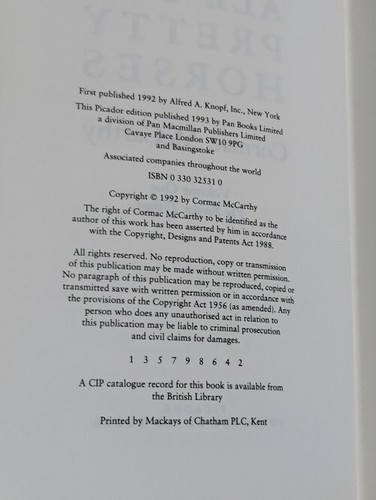 First published 1992 by Alfred A. Knopf, Inc., New York
This Picador edition published 1993 by Pan Books Limited
a division of Pan Macmillan Publishers Limited
Cavaye Place London SW10 9PG
and Basingstoke
Associated companies throughout the world
ISBN 0 330 32531 0
Copyright © 1992 by Cormac McCarthy
The right of Cormac McCarthy to be identified as the
author of this work has been asserted by him in accordance
with the Copyright, Designs and Patents Act 1988.
All rights reserved. No reproduction, copy or transmission
of this publication may be made without written permission.
No paragraph of this publication may be reproduced, copied or
transmitted save with written permission or in accordance with
the provisions of the Copyright Act 1956 (as amended). Any
person who does any unauthorised act in relation to
this publication may be liable to criminal prosecution
and civil claims for damages.
1 3 5 7 9 8 6 4 2
A CIP catalogue record for this book is available from
the British Library
Printed by Mackays of Chatham PLC, Kent